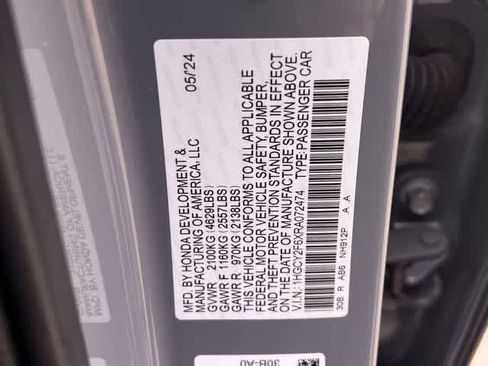 05/24
MFD. BY HONDA DEVELOPMENT &
MANUFACTURING OF AMERICA, LLC
GVWR 2100KG (4629LBS)
GAWR F 1160KG (2557LBS)
GAWR R 970KG (2138LBS)
THIS VEHICLE CONFORMS TO ALL APPLICABLE
FEDERAL MOTOR VEHICLE SAFETY, BUMPER,
AND THEFT PREVENTION STANDARDS IN EFFECT
ON THE DATE OF MANUFACTURE SHOWN ABOVE.
V.I.N.: 1HGCY2F6XRA072474 TYPE: PASSENGER CAR
30B R AB6 NH912P A A
30B-A0